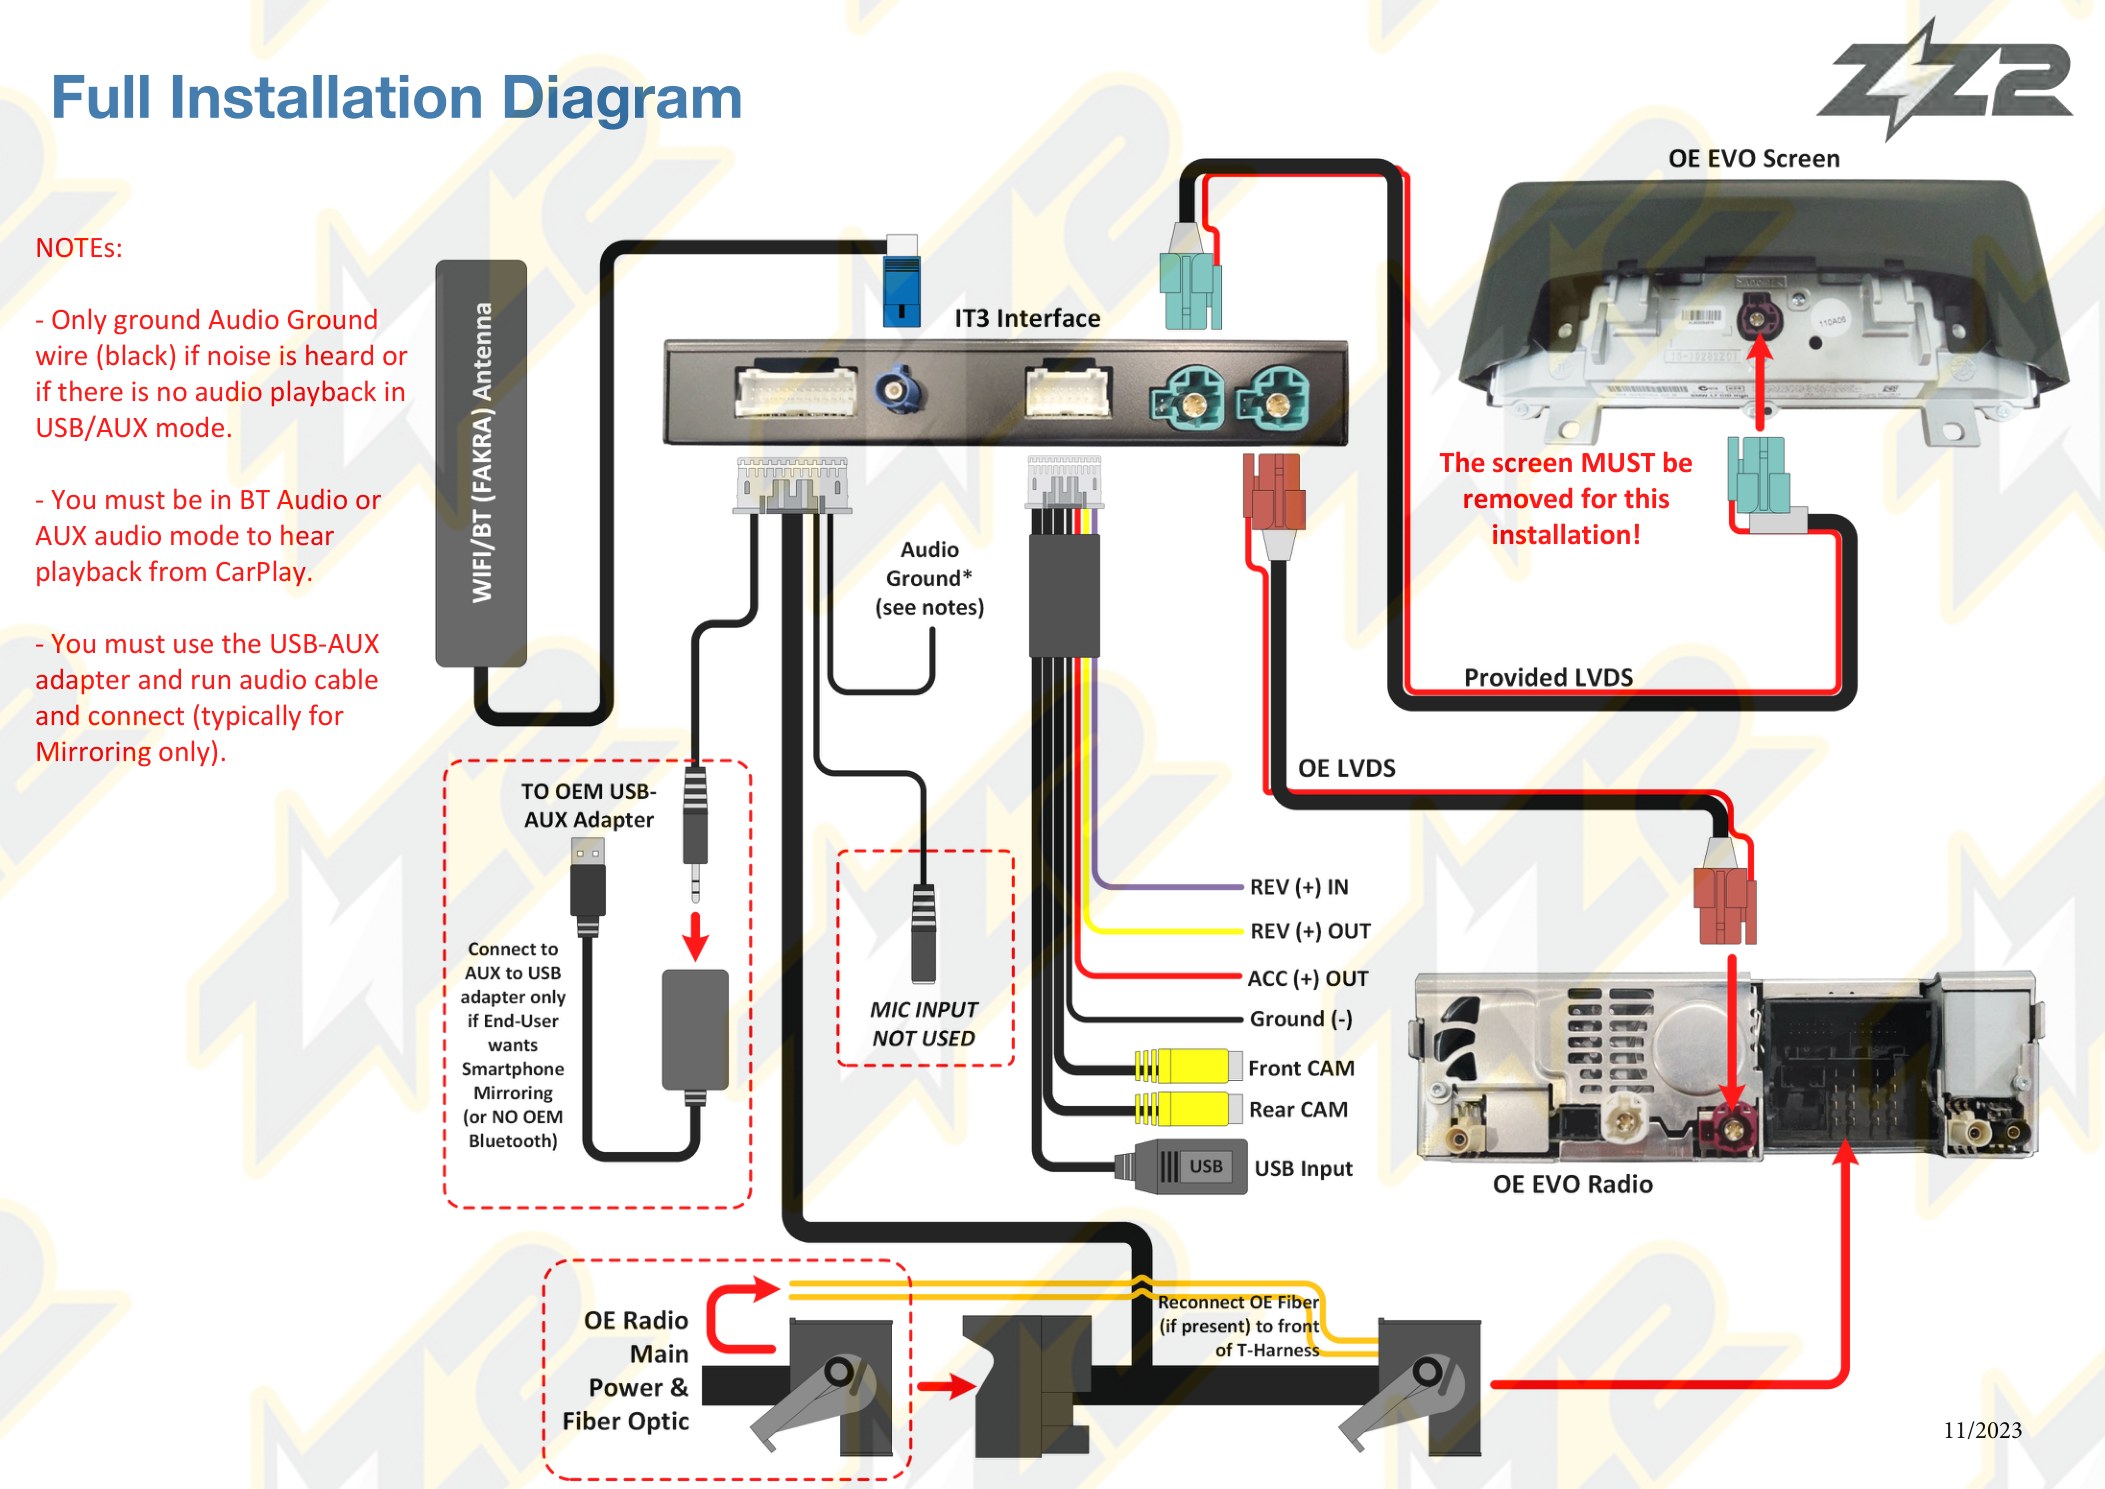 Full Installation Diagram
ZZ2
OE EVO Screen
NOTEs:
- Only ground Audio Ground
wire (black) if noise is heard or
if there is no audio playback in
USB/AUX mode.
- You must be in BT Audio or
AUX audio mode to hear
playback from CarPlay.
- You must use the USB-AUX
adapter and run audio cable
and connect (typically for
Mirroring only).
WIFI/BT (FAKRA) Antenna
IT3 Interface
110A06
The screen MUST be
removed for this
installation!
Audio
Ground*
(see notes)
Provided LVDS
OE LVDS
TO OEM USB-
AUX Adapter
Connect to
AUX to USB
adapter only
if End-User
wants
Smartphone
Mirroring
(or NO OEM
Bluetooth)
MIC INPUT
NOT USED
REV (+) IN
REV (+) OUT
ACC (+) OUT
Ground (-)
Front CAM
Rear CAM
USB
USB Input
OE EVO Radio
OE Radio
Main
Power &
Fiber Optic
Reconnect OE Fiber
(if present) to front
of T-Harness
11/2023